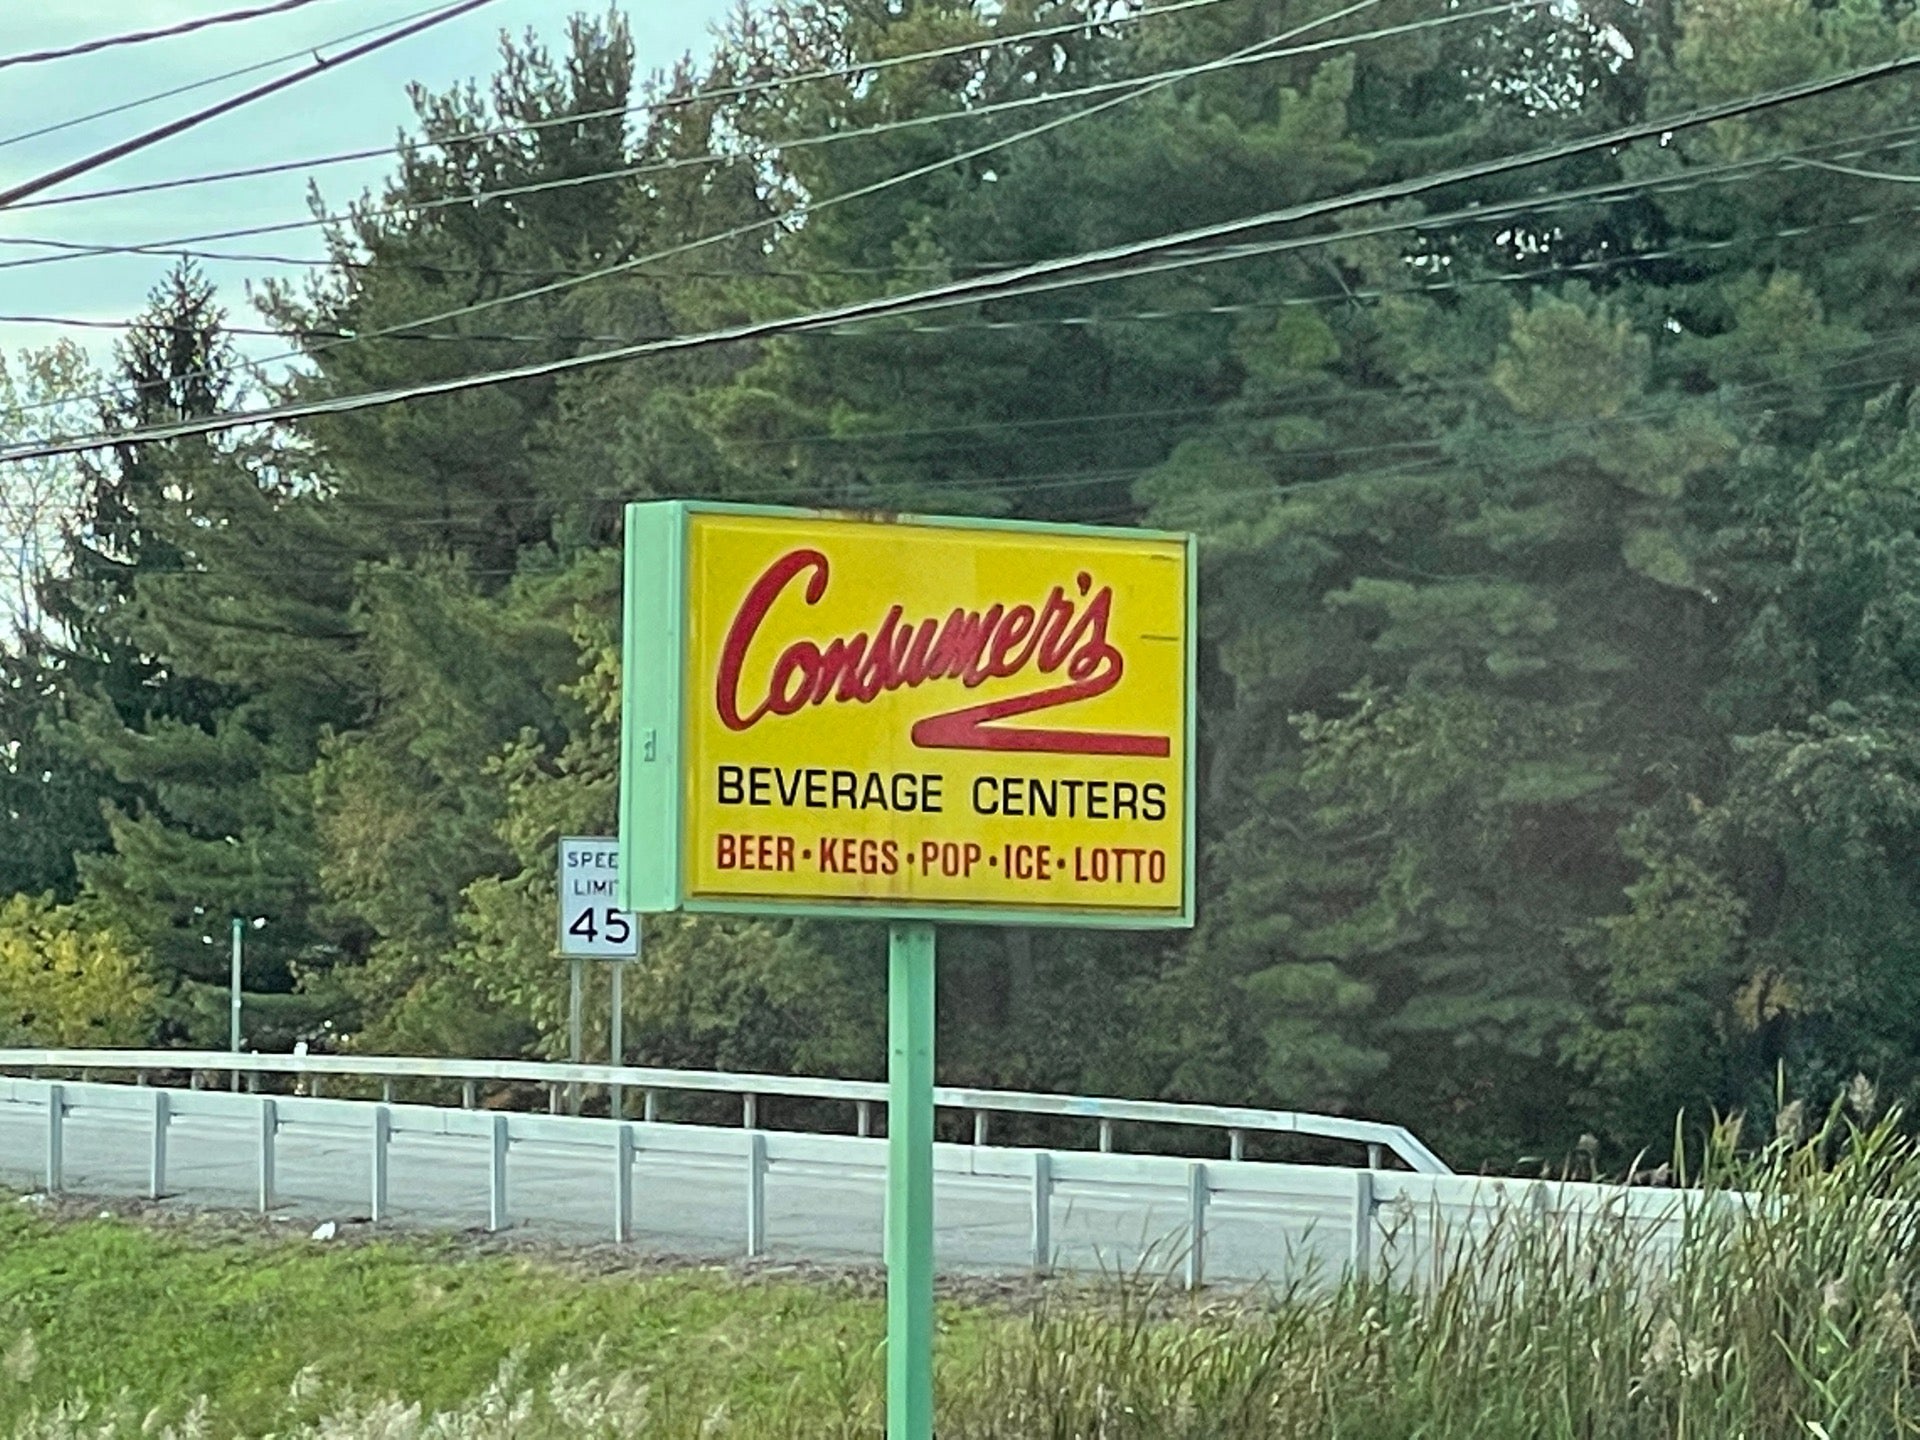 Consumer's
BEVERAGE CENTERS
BEER · KEGS · POP · ICE · LOTTO
SPEE
LIMI
45